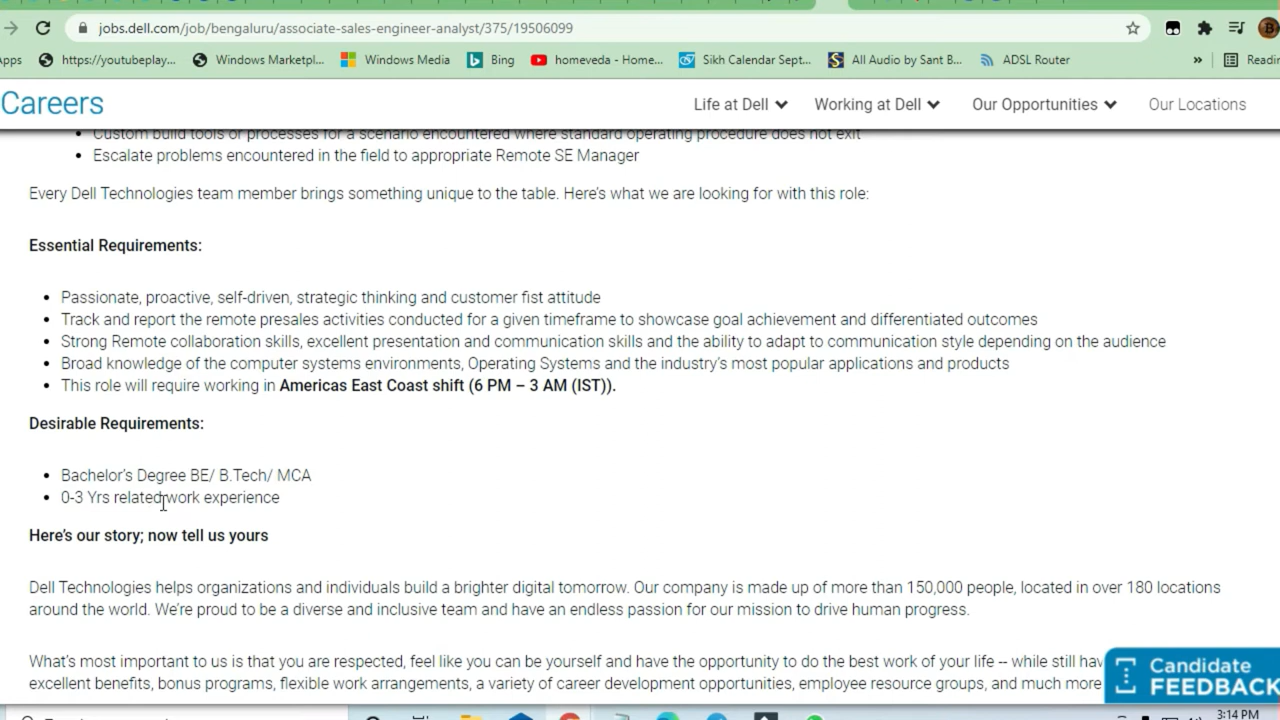 jobs.dell.com/job/bengaluru/associate-sales-engineer-analyst/375/19506099
Apps https://youtubeplay... Windows Marketpl... Windows Media Bing homeveda - Home... Sikh Calendar Sept... All Audio by Sant B... ADSL Router » Readin
Careers Life at Dell Working at Dell Our Opportunities Our Locations
• Custom build tools or processes for a scenario encountered where standard operating procedure does not exit
• Escalate problems encountered in the field to appropriate Remote SE Manager
Every Dell Technologies team member brings something unique to the table. Here's what we are looking for with this role:
Essential Requirements:
• Passionate, proactive, self-driven, strategic thinking and customer fist attitude
• Track and report the remote presales activities conducted for a given timeframe to showcase goal achievement and differentiated outcomes
• Strong Remote collaboration skills, excellent presentation and communication skills and the ability to adapt to communication style depending on the audience
• Broad knowledge of the computer systems environments, Operating Systems and the industry's most popular applications and products
• This role will require working in Americas East Coast shift (6 PM – 3 AM (IST)).
Desirable Requirements:
• Bachelor's Degree BE/ B.Tech/ MCA
• 0-3 Yrs related work experience
Here's our story; now tell us yours
Dell Technologies helps organizations and individuals build a brighter digital tomorrow. Our company is made up of more than 150,000 people, located in over 180 locations
around the world. We're proud to be a diverse and inclusive team and have an endless passion for our mission to drive human progress.
What's most important to us is that you are respected, feel like you can be yourself and have the opportunity to do the best work of your life -- while still hav
excellent benefits, bonus programs, flexible work arrangements, a variety of career development opportunities, employee resource groups, and much more
Candidate
FEEDBACK
3:14 PM